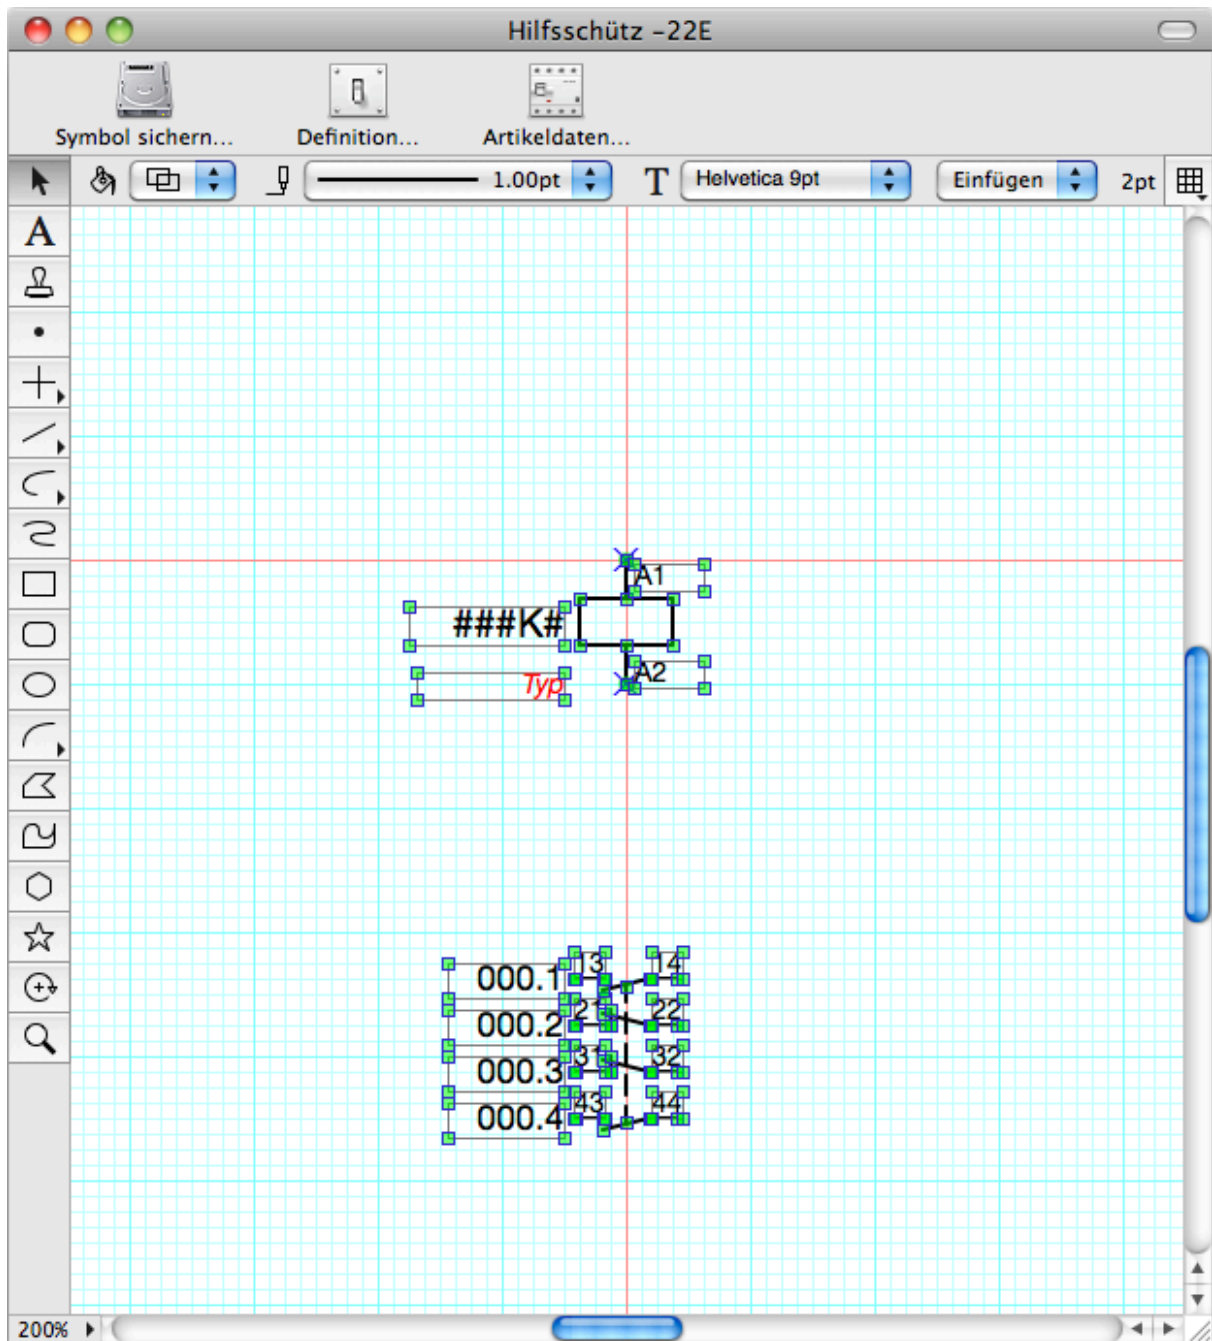 Hilfsschütz -22E
Symbol sichern... Definition... Artikeldaten...
1.00pt T Helvetica 9pt Einfügen 2pt
A
A1
###K#
Typ A2
000.1 13 14
000.2 21 22
000.3 31 32
000.4 43 44
200%